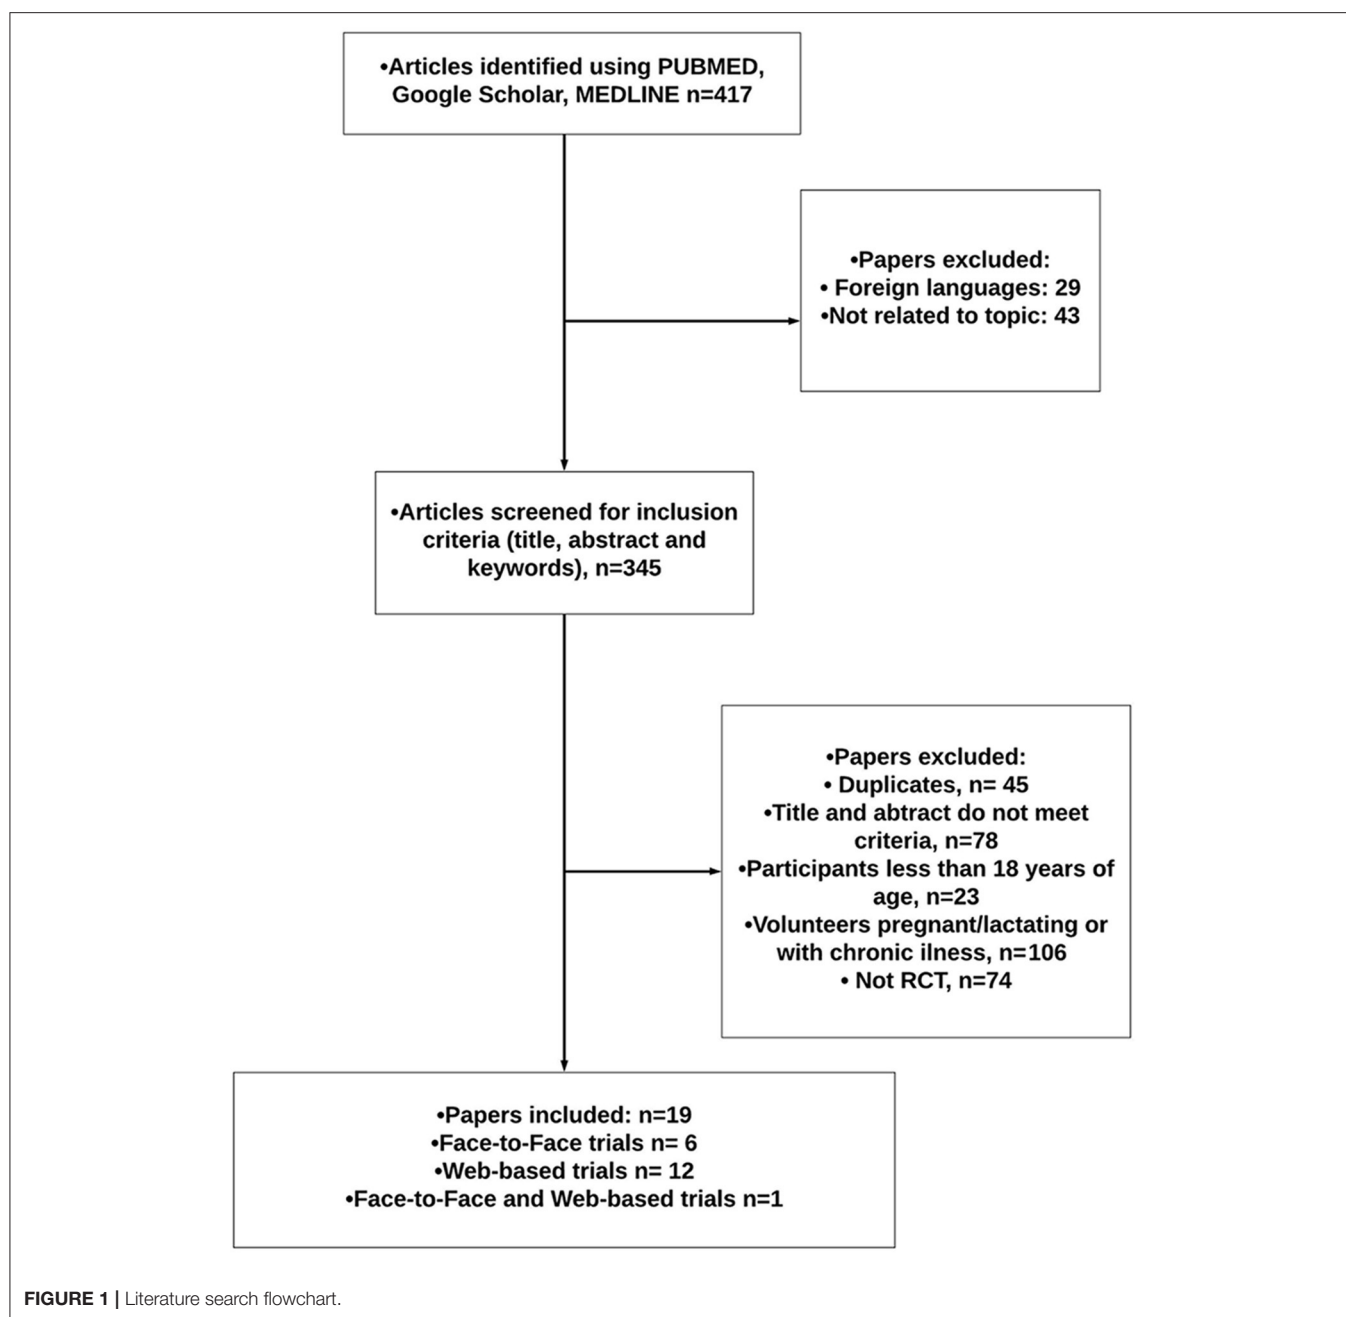 •Articles identified using PUBMED,
Google Scholar, MEDLINE n=417
•Papers excluded:
• Foreign languages: 29
•Not related to topic: 43
•Articles screened for inclusion
criteria (title, abstract and
keywords), n=345
•Papers excluded:
• Duplicates, n= 45
•Title and abtract do not meet
criteria, n=78
•Participants less than 18 years of
age, n=23
•Volunteers pregnant/lactating or
with chronic ilness, n=106
• Not RCT, n=74
•Papers included: n=19
•Face-to-Face trials n= 6
•Web-based trials n= 12
•Face-to-Face and Web-based trials n=1
FIGURE 1 | Literature search flowchart.